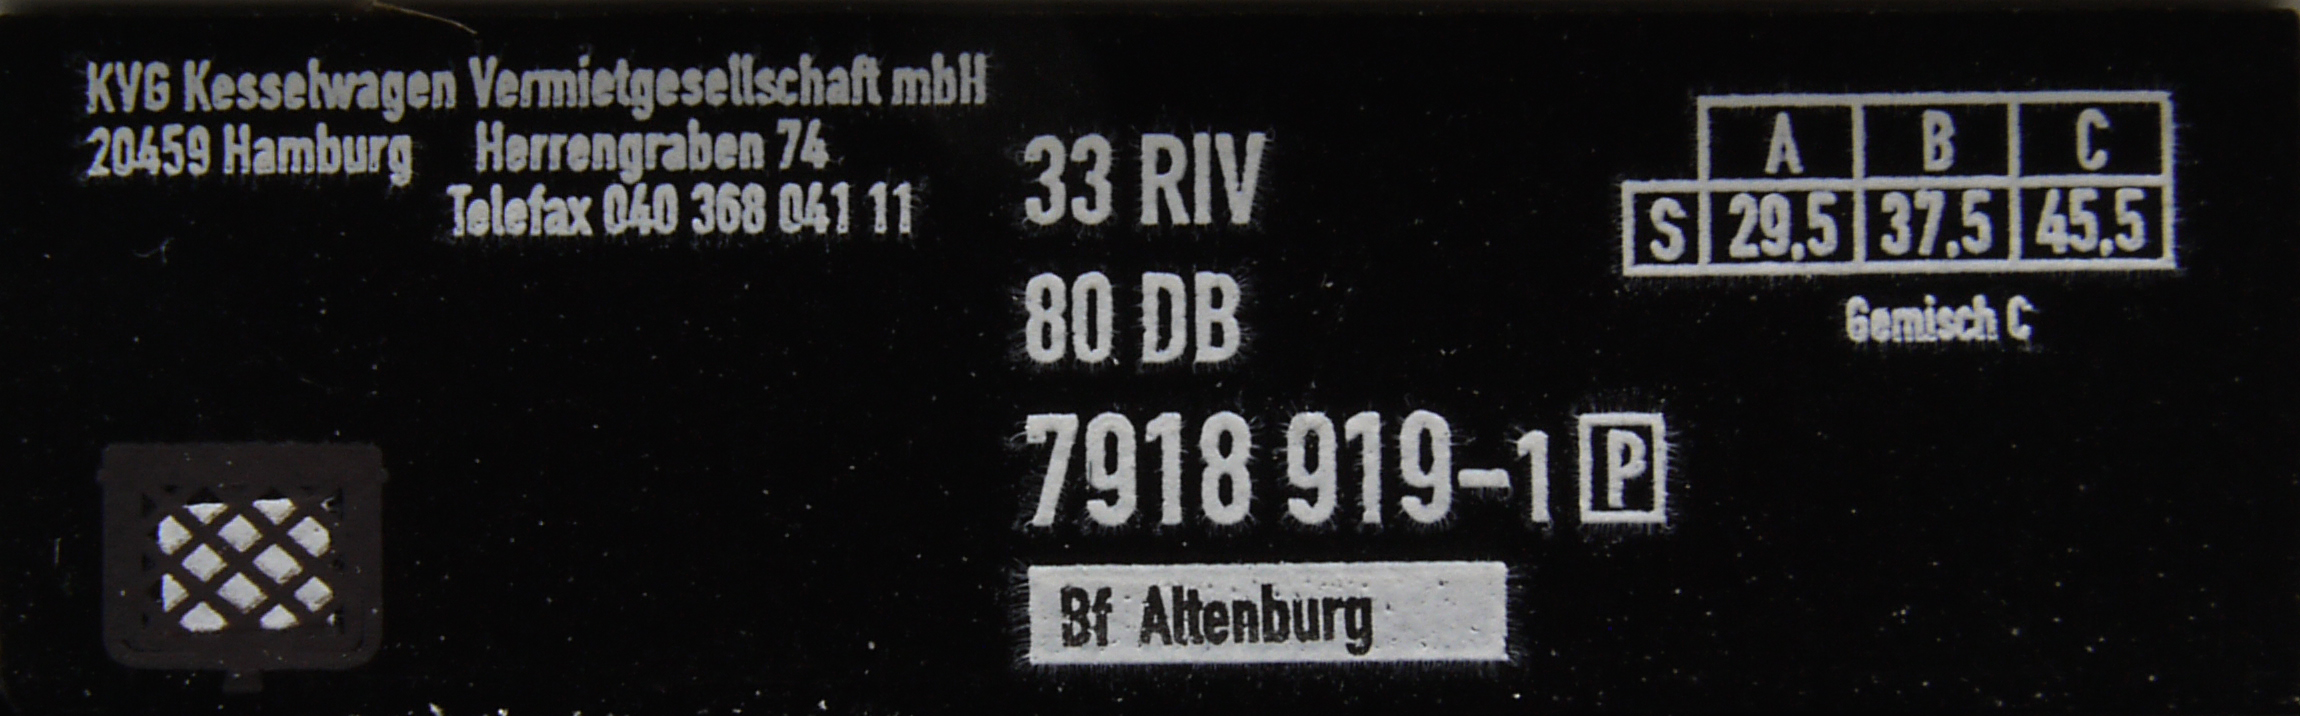 KVG Kesselwagen Vermietgesellschaft mbH
20459 Hamburg Herrengraben 74
Telefax 040 368 041 11
33 RIV
80 DB
7918 919-1 P
Bf Altenburg
A B C
S 29,5 37,5 45,5
Gemisch C